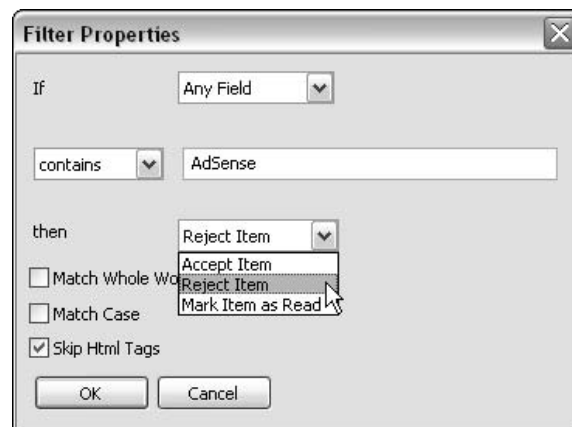 Filter Properties
If Any Field
contains AdSense
then Reject Item
Accept Item
Match Whole Wo Reject Item
Mark Item as Read
Match Case
Skip Html Tags
OK Cancel